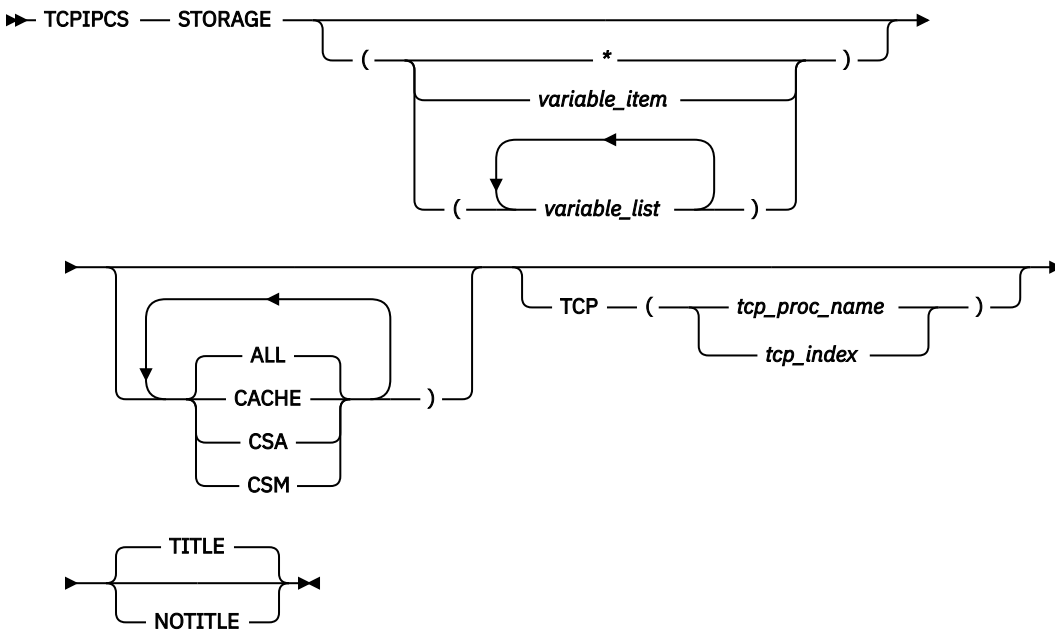 TCPIPCS STORAGE
( * )
variable_item
( variable_list )
ALL
CACHE )
CSA
CSM
TCP ( tcp_proc_name )
tcp_index
TITLE
NOTITLE